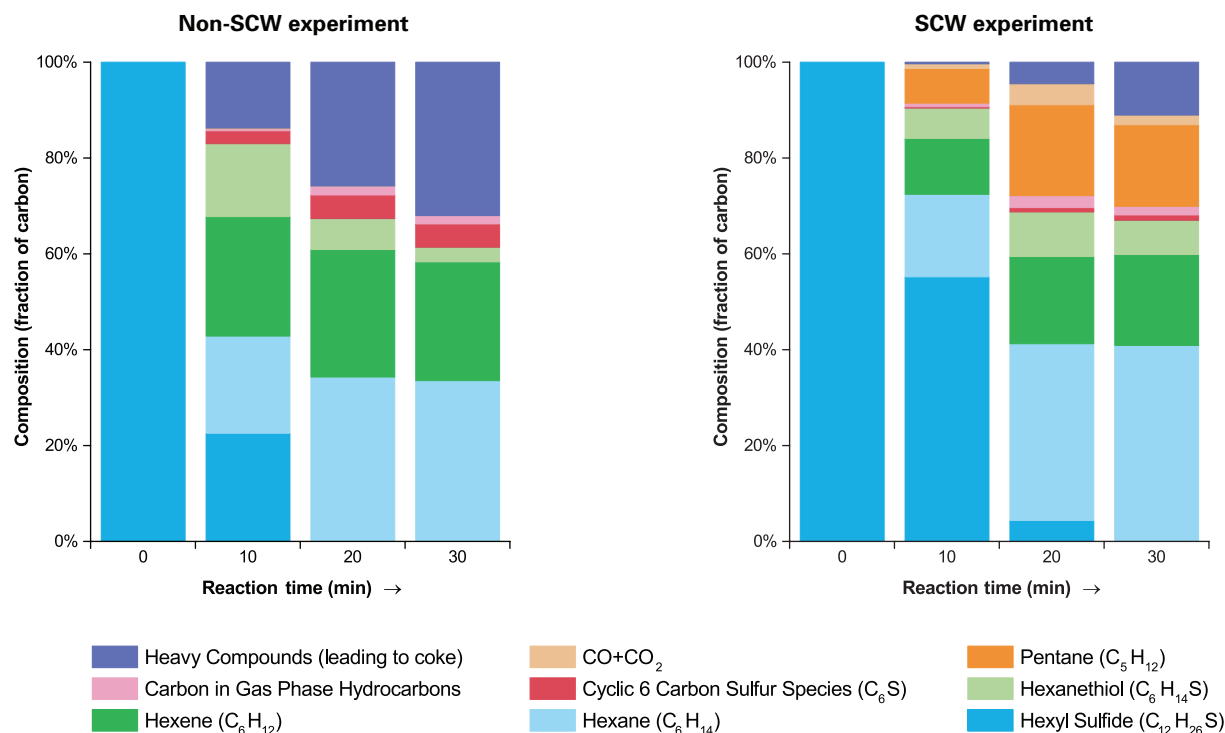 Non-SCW experiment
100%
80%
60%
40%
20%
0%
Composition (fraction of carbon)
0 10 20 30
Reaction time (min) →
SCW experiment
100%
80%
60%
40%
20%
0%
Composition (fraction of carbon)
0 10 20 30
Reaction time (min) →
Heavy Compounds (leading to coke)
Carbon in Gas Phase Hydrocarbons
Hexene (C₆H₁₂)
CO+CO₂
Cyclic 6 Carbon Sulfur Species (C₆S)
Hexane (C₆H₁₄)
Pentane (C₅H₁₂)
Hexanethiol (C₆H₁₄S)
Hexyl Sulfide (C₁₂H₂₆S)